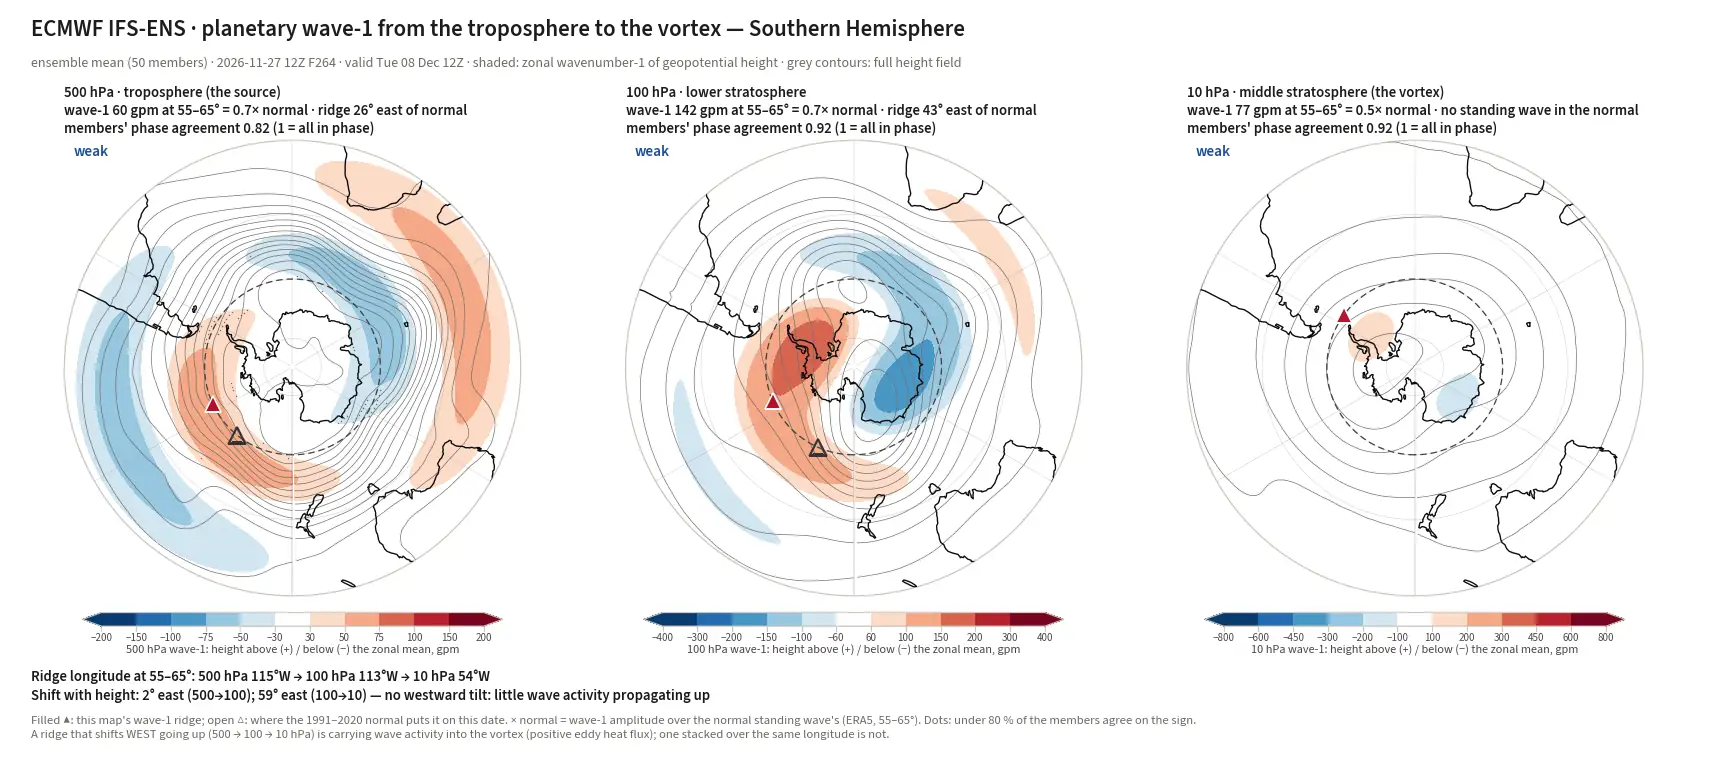 ECMWF IFS-ENS · planetary wave-1 from the troposphere to the vortex — Southern Hemisphere
ensemble mean (50 members) · 2026-11-27 12Z F264 · valid Tue 08 Dec 12Z · shaded: zonal wavenumber-1 of geopotential height · grey contours: full height field
500 hPa · troposphere (the source)
wave-1 60 gpm at 55–65° = 0.7× normal · ridge 26° east of normal
members' phase agreement 0.82 (1 = all in phase)
weak
100 hPa · lower stratosphere
wave-1 142 gpm at 55–65° = 0.7× normal · ridge 43° east of normal
members' phase agreement 0.92 (1 = all in phase)
weak
10 hPa · middle stratosphere (the vortex)
wave-1 77 gpm at 55–65° = 0.5× normal · no standing wave in the normal
members' phase agreement 0.92 (1 = all in phase)
weak
−200 −150 −100 −75 −50 −30 30 50 75 100 150 200
500 hPa wave-1: height above (+) / below (−) the zonal mean, gpm
−400 −300 −200 −150 −100 −60 60 100 150 200 300 400
100 hPa wave-1: height above (+) / below (−) the zonal mean, gpm
−800 −600 −450 −300 −200 −100 100 200 300 450 600 800
10 hPa wave-1: height above (+) / below (−) the zonal mean, gpm
Ridge longitude at 55–65°: 500 hPa 115°W → 100 hPa 113°W → 10 hPa 54°W
Shift with height: 2° east (500→100); 59° east (100→10) — no westward tilt: little wave activity propagating up
Filled ▲: this map's wave-1 ridge; open △: where the 1991–2020 normal puts it on this date. × normal = wave-1 amplitude over the normal standing wave's (ERA5, 55–65°). Dots: under 80 % of the members agree on the sign.
A ridge that shifts WEST going up (500 → 100 → 10 hPa) is carrying wave activity into the vortex (positive eddy heat flux); one stacked over the same longitude is not.